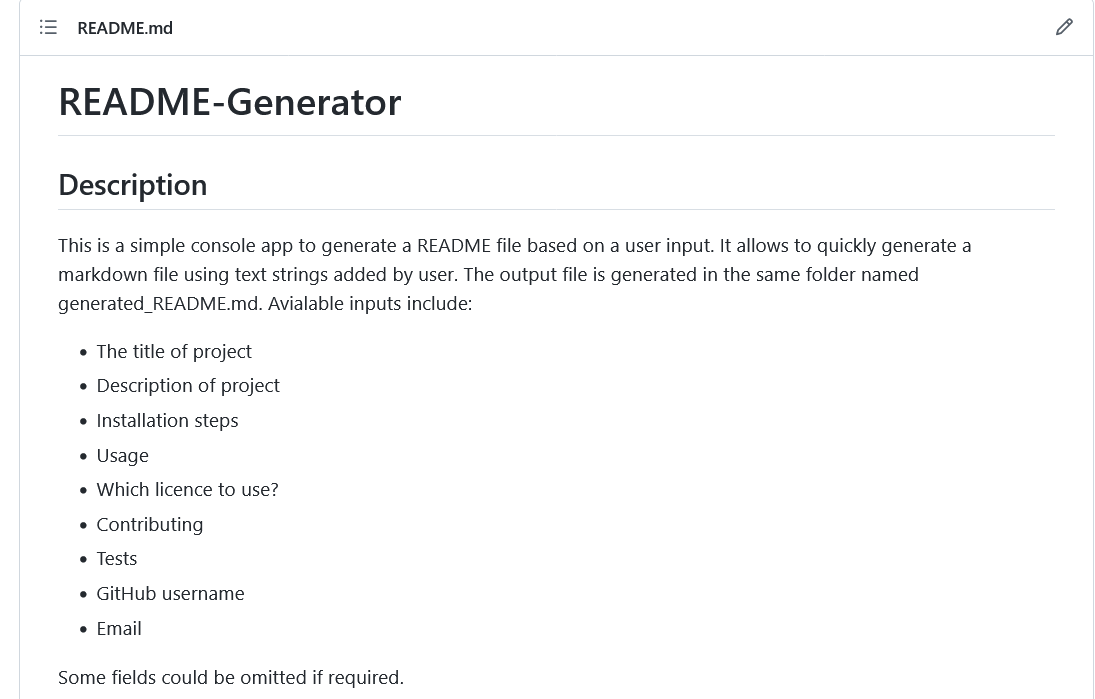 README.md
README-Generator
Description
This is a simple console app to generate a README file based on a user input. It allows to quickly generate a
markdown file using text strings added by user. The output file is generated in the same folder named
generated_README.md. Avialable inputs include:
The title of project
Description of project
Installation steps
Usage
Which licence to use?
Contributing
Tests
GitHub username
Email
Some fields could be omitted if required.